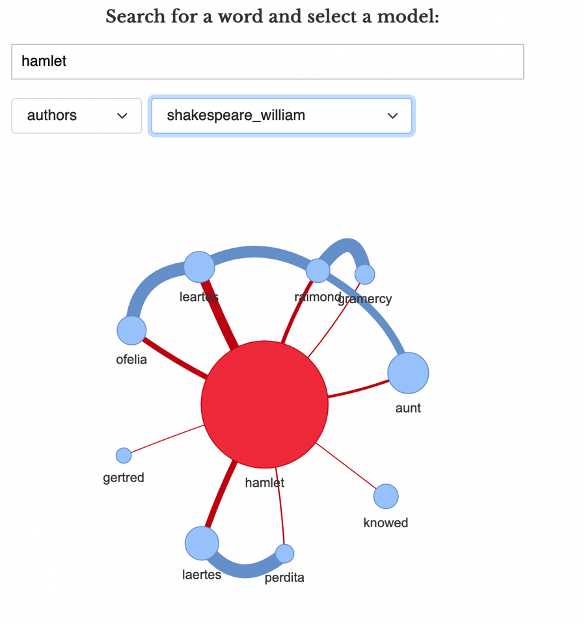 Search for a word and select a model:
hamlet
authors
shakespeare_william
leartes
raimond
gramercy
ofelia
aunt
gertred
hamlet
knowed
laertes
perdita